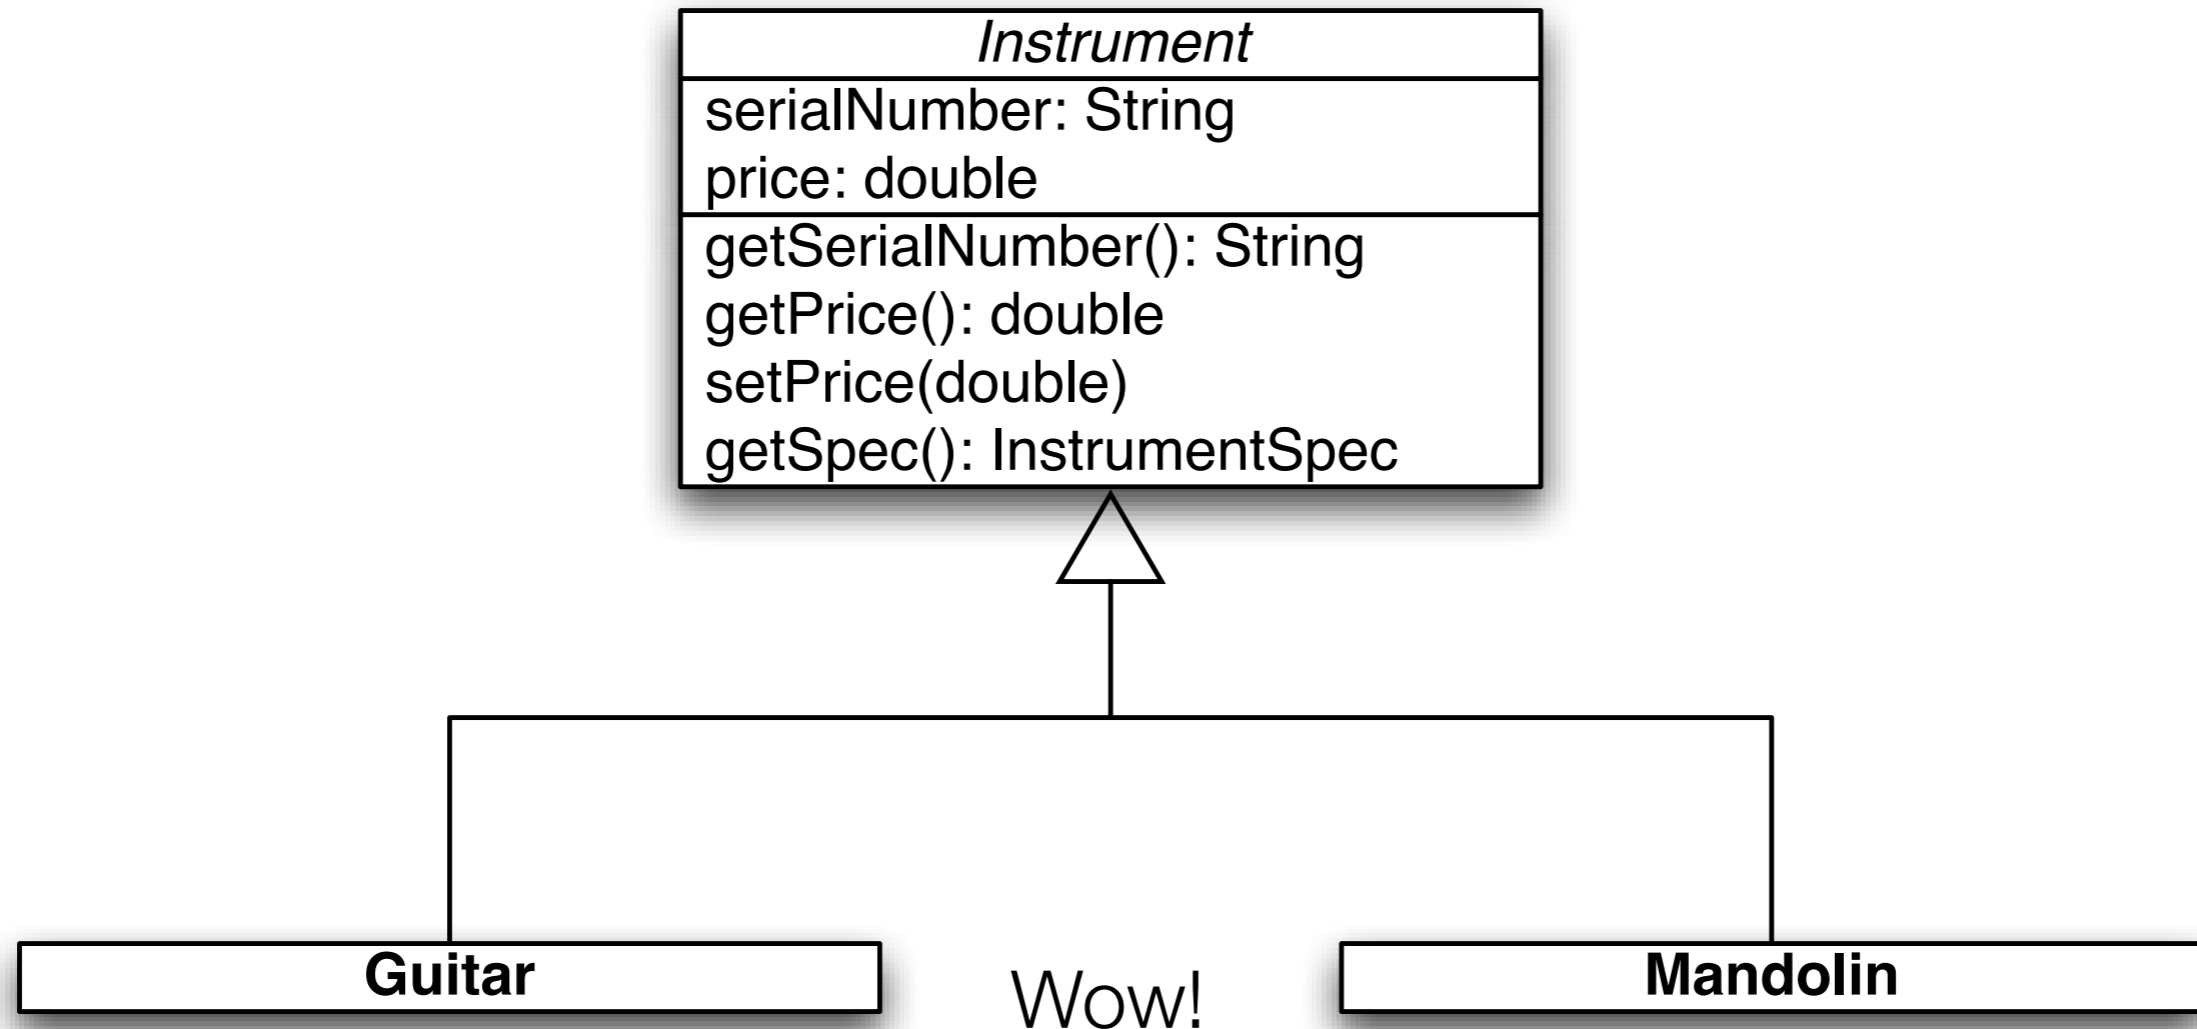 Instrument
serialNumber: String
price: double
getSerialNumber(): String
getPrice(): double
setPrice(double)
getSpec(): InstrumentSpec
Guitar
Wow!
Mandolin